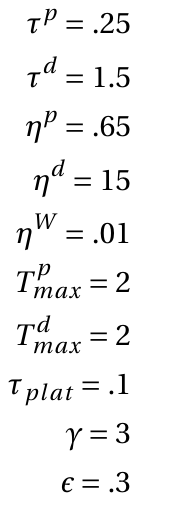 τ^p = .25
τ^d = 1.5
η^p = .65
η^d = 15
η^W = .01
T^p_max = 2
T^d_max = 2
τ_plat = .1
γ = 3
ϵ = .3